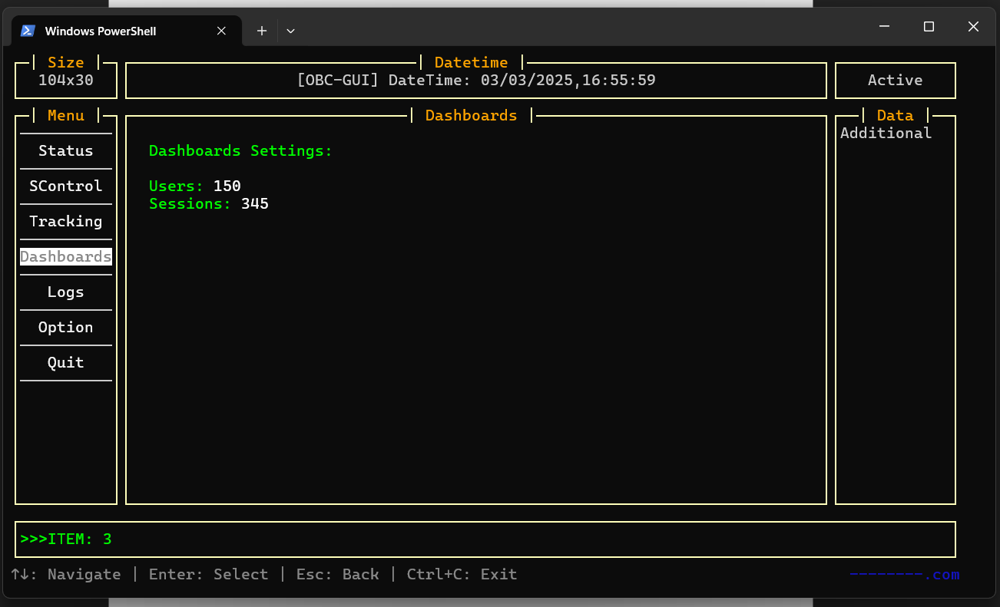 Windows PowerShell
Size
104x30
Datetime
[OBC-GUI] DateTime: 03/03/2025,16:55:59
Active
Menu
Status
SControl
Tracking
Dashboards
Logs
Option
Quit
Dashboards
Dashboards Settings:
Users: 150
Sessions: 345
Data
Additional
>>>ITEM: 3
↑↓: Navigate | Enter: Select | Esc: Back | Ctrl+C: Exit
--------.com